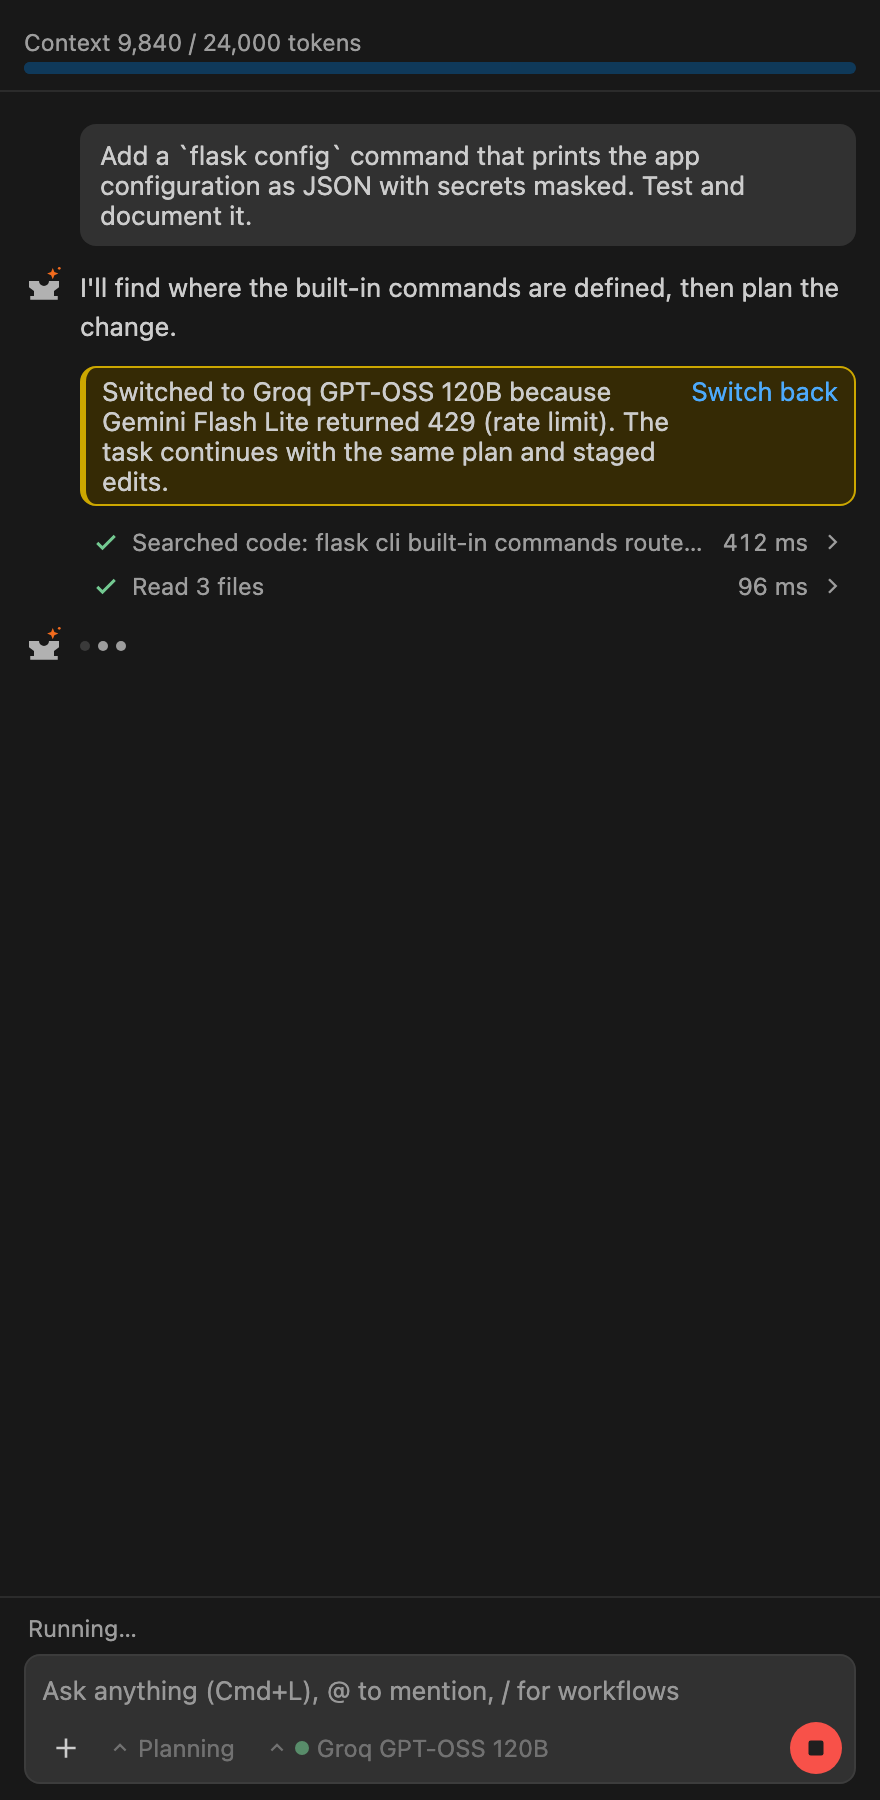 Context 9,840 / 24,000 tokens
Add a `flask config` command that prints the app
configuration as JSON with secrets masked. Test and
document it.
I'll find where the built-in commands are defined, then plan the
change.
Switched to Groq GPT-OSS 120B because
Gemini Flash Lite returned 429 (rate limit). The
task continues with the same plan and staged
edits.
Switch back
Searched code: flask cli built-in commands route... 412 ms
Read 3 files 96 ms
Running...
Ask anything (Cmd+L), @ to mention, / for workflows
Planning Groq GPT-OSS 120B